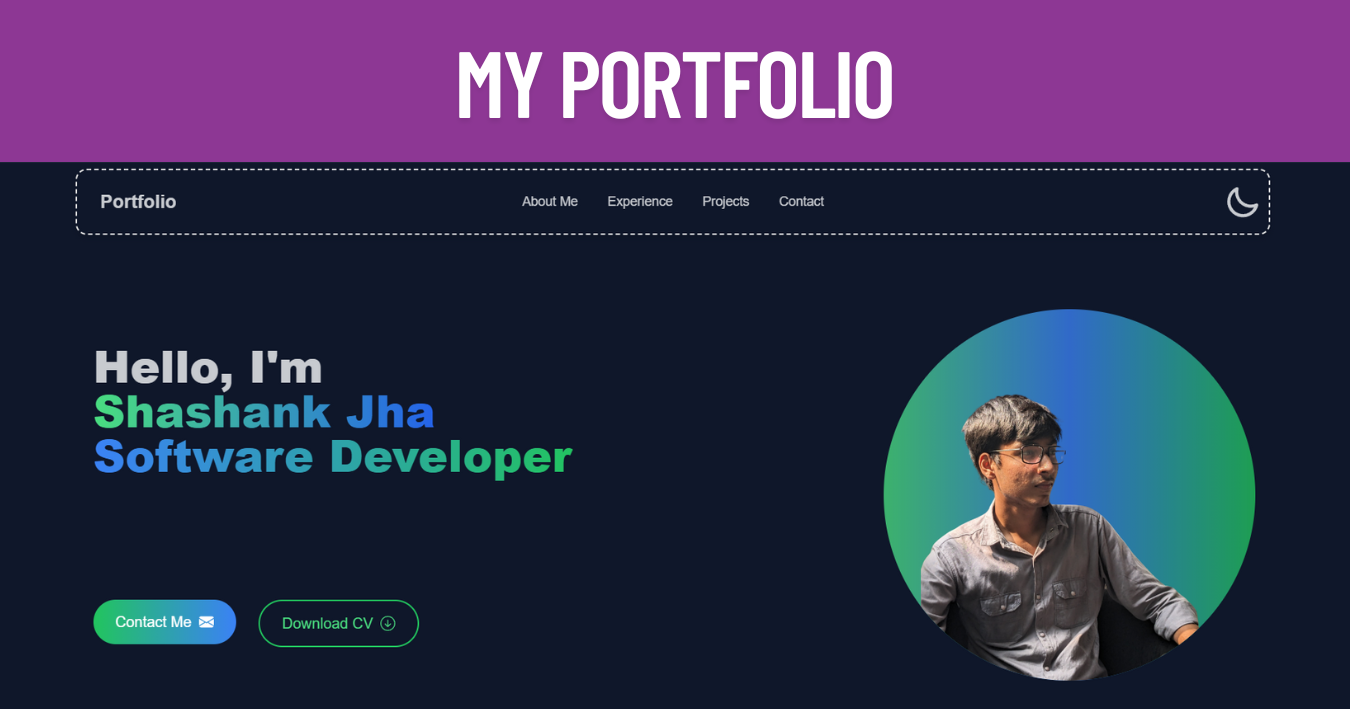 MY PORTFOLIO
Portfolio
About Me
Experience
Projects
Contact
Hello, I'm
Shashank Jha
Software Developer
Contact Me
Download CV